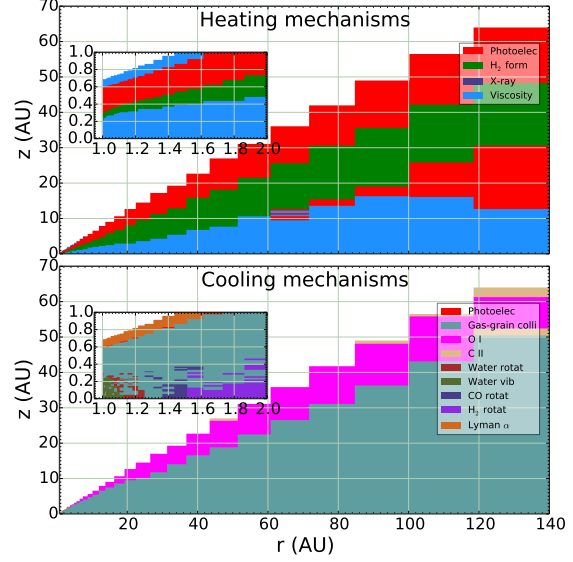 Heating mechanisms
70
60
50
40
30
20
10
0
z (AU)
1.0
0.8
0.6
0.4
0.2
0.0
1.0 1.2 1.4 1.6 1.8 2.0
Photoelec
H₂ form
X-ray
Viscosity
Cooling mechanisms
70
60
50
40
30
20
10
0
z (AU)
1.0
0.8
0.6
0.4
0.2
0.0
1.0 1.2 1.4 1.6 1.8 2.0
Photoelec
Gas-grain colli
O I
C II
Water rotat
Water vib
CO rotat
H₂ rotat
Lyman α
20 40 60 80 100 120 140
r (AU)